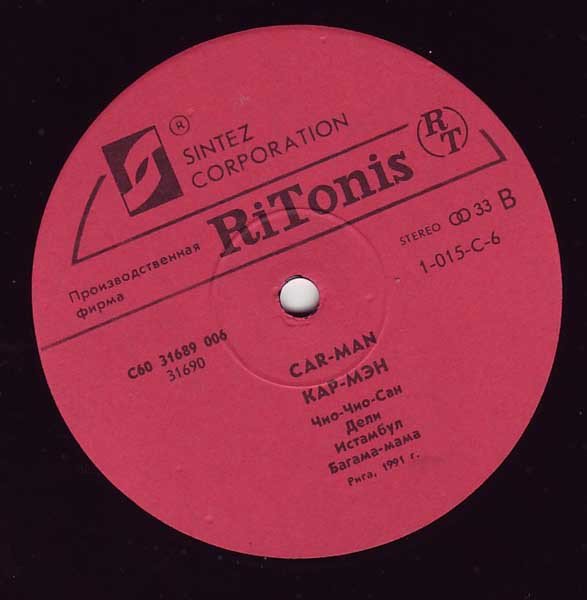 ®
SINTEZ
CORPORATION
Производственная
фирма
RiTonis
RT
STEREO 33 B
1-015-C-6
С60 31689 006
31690
CAR-MAN
КАР-МЭН
Чио-Чио-Сан
Дели
Истамбул
Багама-мама
Рига, 1991 г.